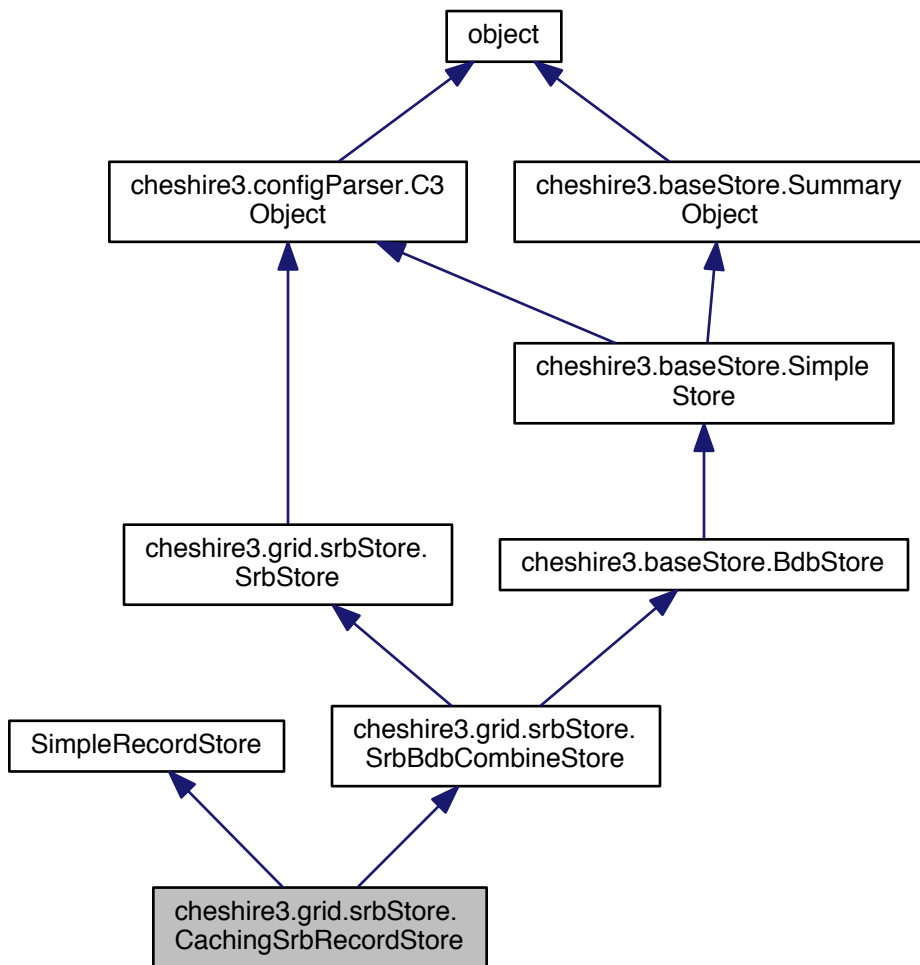 object
cheshire3.configParser.C3
Object
cheshire3.baseStore.Summary
Object
cheshire3.baseStore.Simple
Store
cheshire3.grid.srbStore.
SrbStore
cheshire3.baseStore.BdbStore
SimpleRecordStore
cheshire3.grid.srbStore.
SrbBdbCombineStore
cheshire3.grid.srbStore.
CachingSrbRecordStore